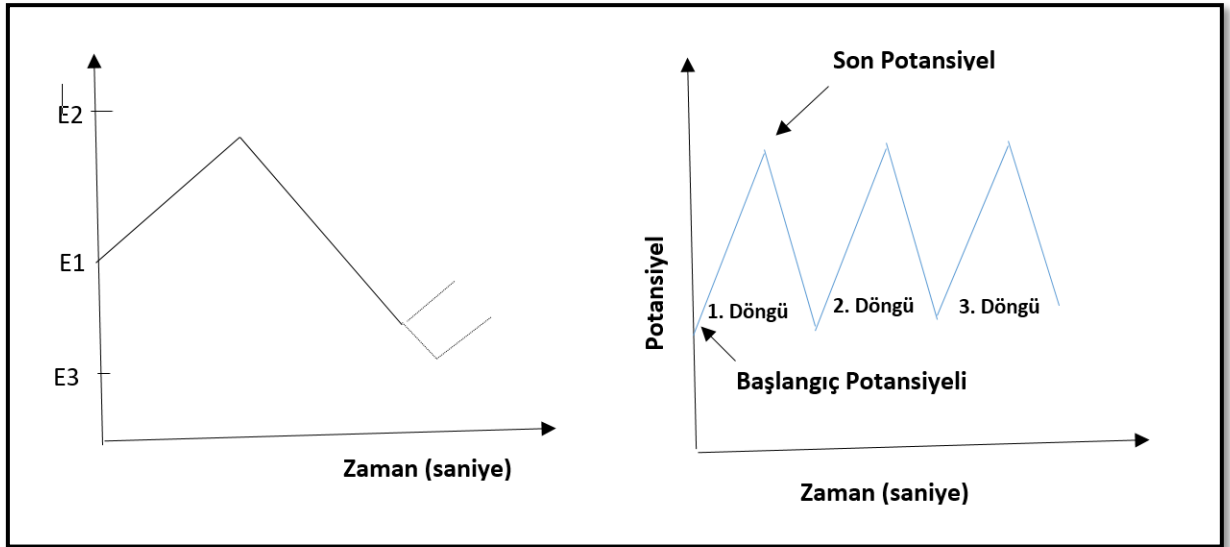 E2
E1
E3
Zaman (saniye)
Son Potansiyel
Potansiyel
1. Döngü
2. Döngü
3. Döngü
Başlangıç Potansiyeli
Zaman (saniye)